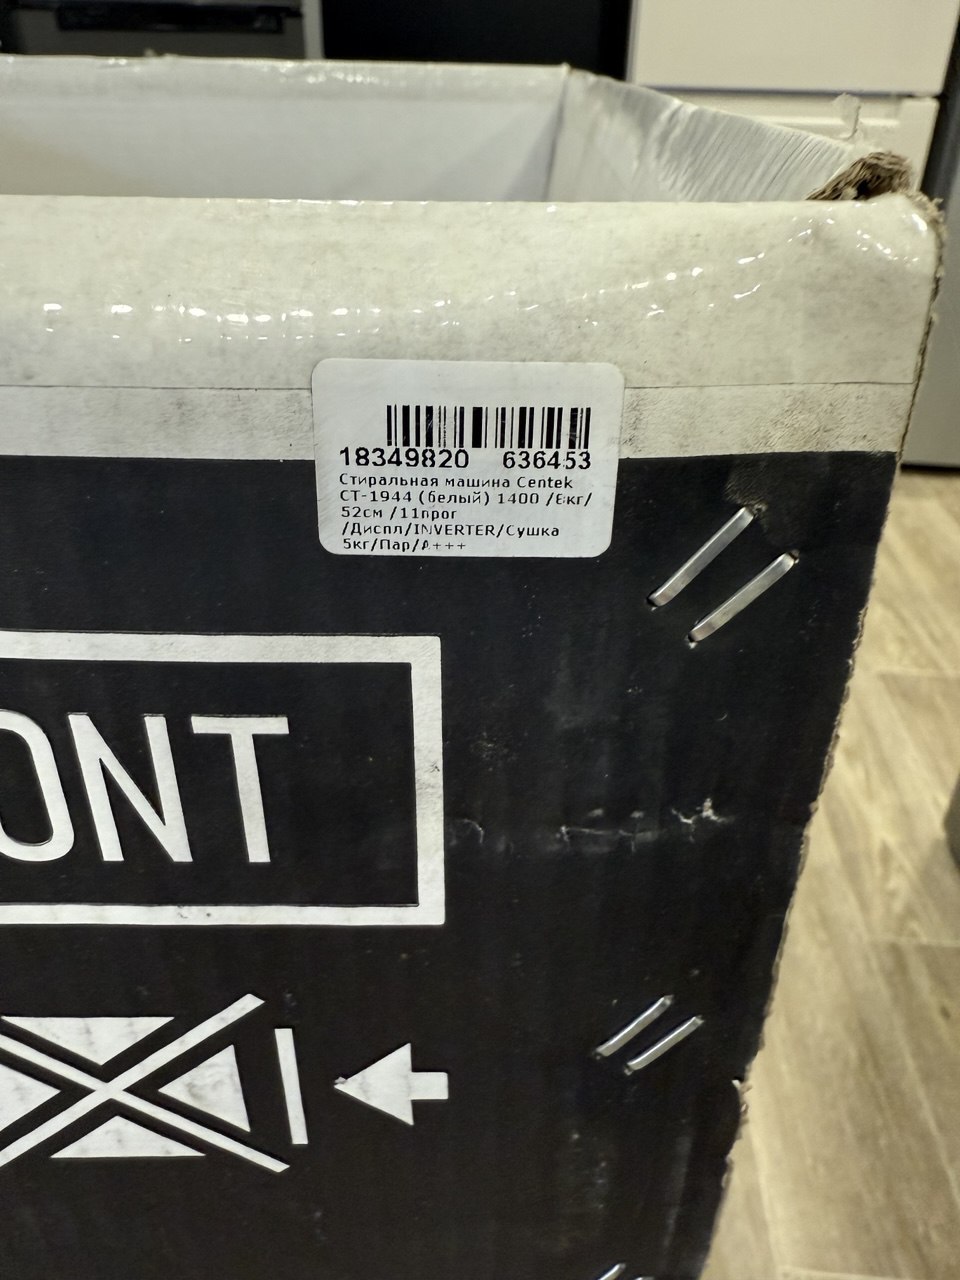 18349820 636453
Стиральная машина Centek
CT-1944 (белый) 1400 /8кг/
52см /11прог
/Диспл/INVERTER/Сушка
5кг/Пар/A+++
ONT